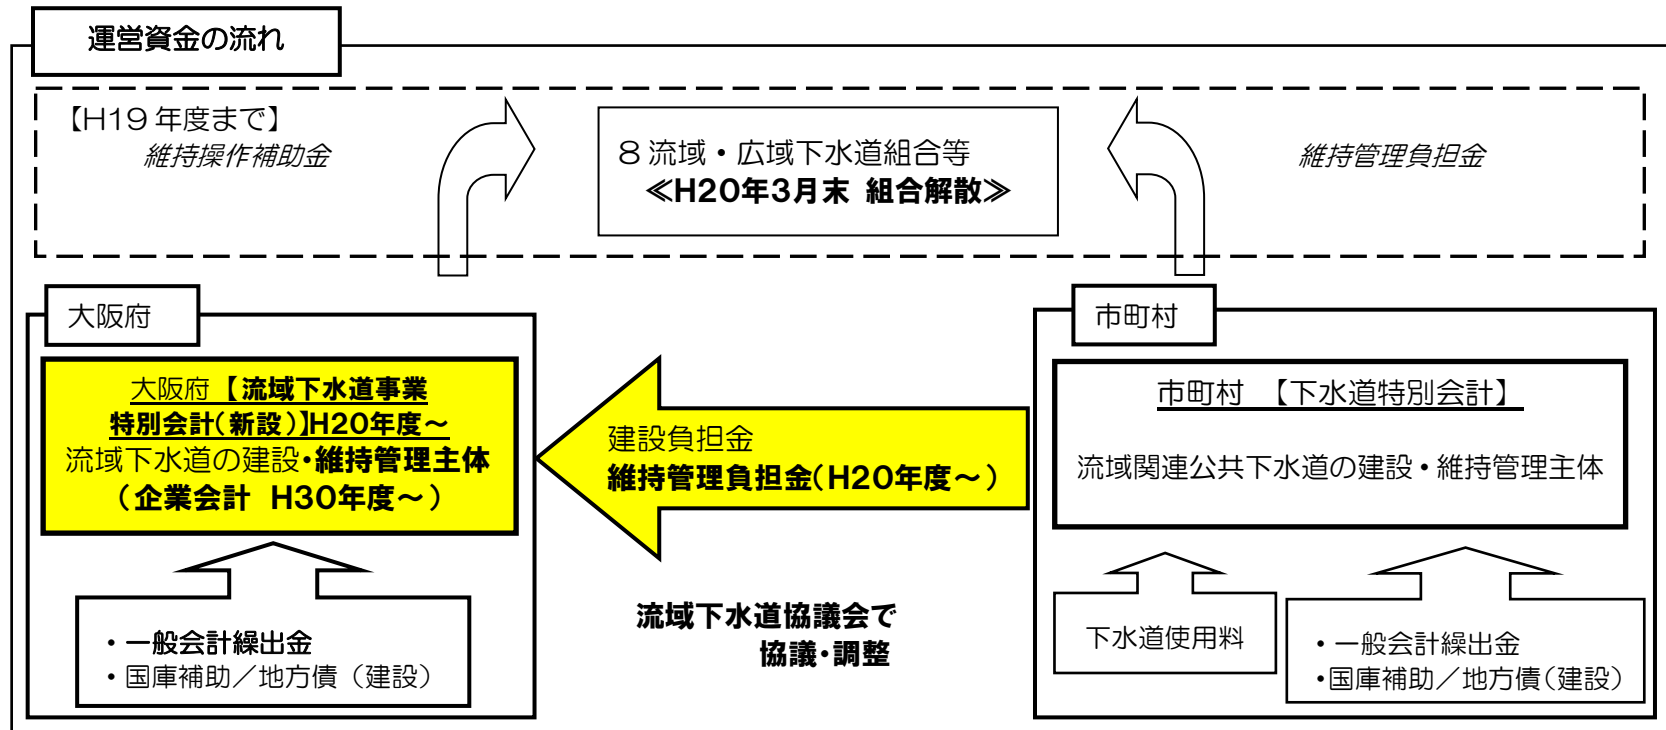 運営資金の流れ
【H19年度まで】
維持操作補助金
8流域・広域下水道組合等
≪H20年3月末 組合解散≫
維持管理負担金
大阪府
大阪府【流域下水道事業
特別会計(新設)】H20年度～
流域下水道の建設・維持管理主体
(企業会計 H30年度～)
・一般会計繰出金
・国庫補助／地方債（建設）
建設負担金
維持管理負担金(H20年度～)
流域下水道協議会で
協議・調整
市町村
市町村 【下水道特別会計】
流域関連公共下水道の建設・維持管理主体
下水道使用料
・一般会計繰出金
・国庫補助／地方債(建設)